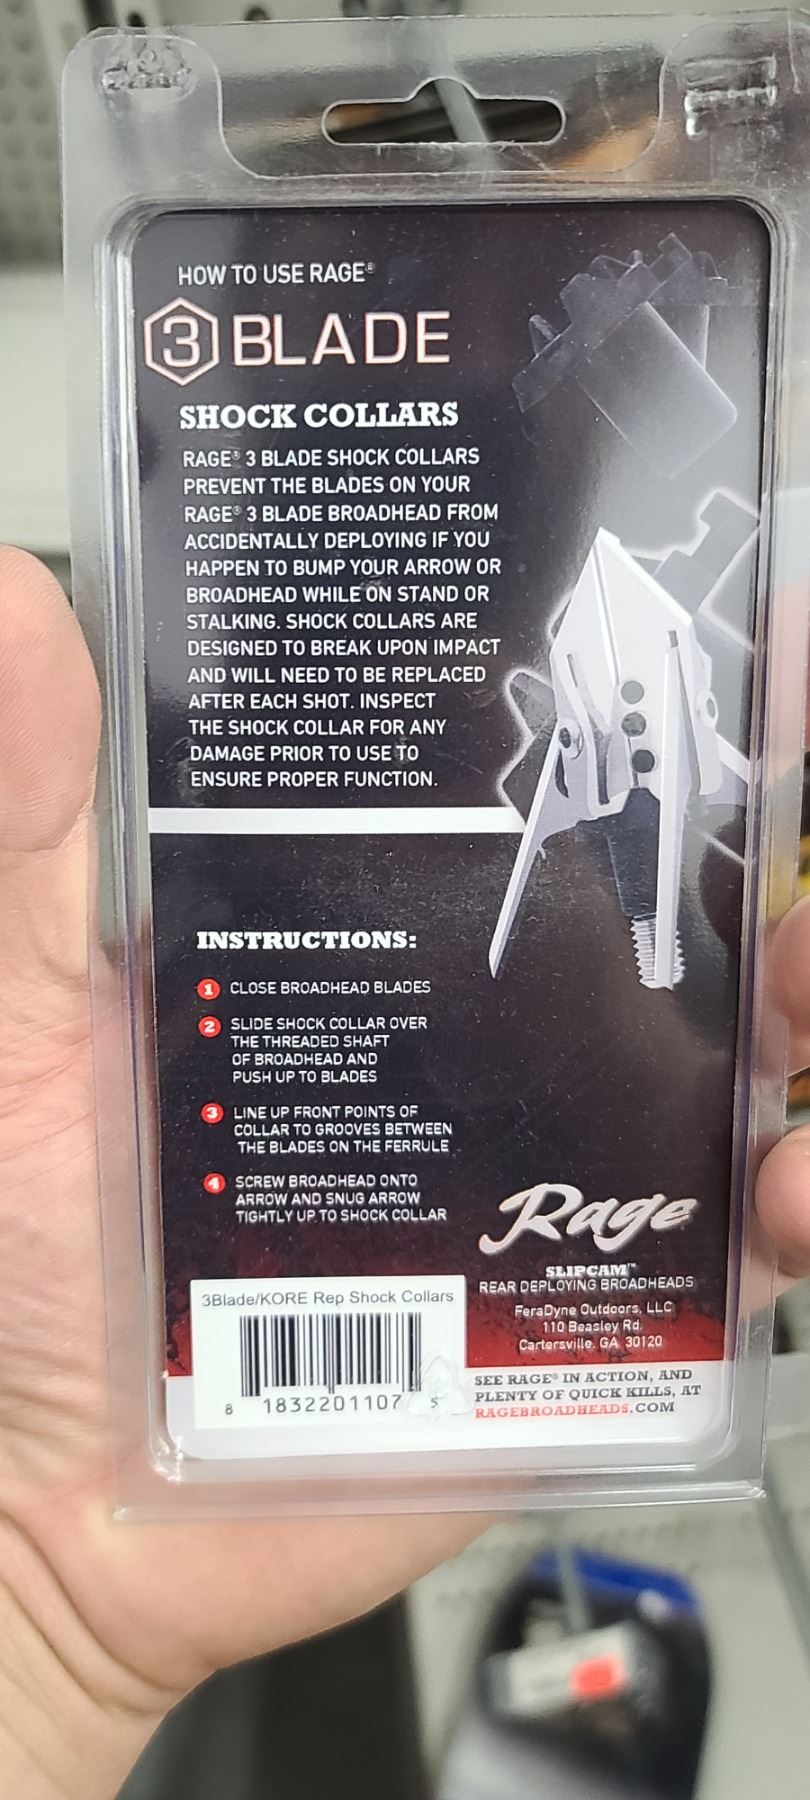 HOW TO USE RAGE®
3 BLADE
SHOCK COLLARS
RAGE® 3 BLADE SHOCK COLLARS
PREVENT THE BLADES ON YOUR
RAGE® 3 BLADE BROADHEAD FROM
ACCIDENTALLY DEPLOYING IF YOU
HAPPEN TO BUMP YOUR ARROW OR
BROADHEAD WHILE ON STAND OR
STALKING. SHOCK COLLARS ARE
DESIGNED TO BREAK UPON IMPACT
AND WILL NEED TO BE REPLACED
AFTER EACH SHOT. INSPECT
THE SHOCK COLLAR FOR ANY
DAMAGE PRIOR TO USE TO
ENSURE PROPER FUNCTION.
INSTRUCTIONS:
1 CLOSE BROADHEAD BLADES
2 SLIDE SHOCK COLLAR OVER
THE THREADED SHAFT
OF BROADHEAD AND
PUSH UP TO BLADES
3 LINE UP FRONT POINTS OF
COLLAR TO GROOVES BETWEEN
THE BLADES ON THE FERRULE
4 SCREW BROADHEAD ONTO
ARROW AND SNUG ARROW
TIGHTLY UP TO SHOCK COLLAR
Rage
SLIPCAM™
REAR DEPLOYING BROADHEADS
FeraDyne Outdoors, LLC
110 Beasley Rd.
Cartersville, GA 30120
3Blade/KORE Rep Shock Collars
8 18322 01107 5
SEE RAGE® IN ACTION, AND
PLENTY OF QUICK KILLS, AT
RAGEBROADHEADS.COM